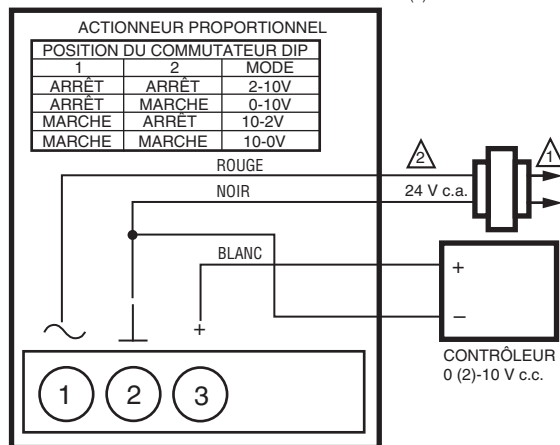 ACTIONNEUR PROPORTIONNEL
POSITION DU COMMUTATEUR DIP
1 2 MODE
ARRÊT ARRÊT 2-10V
ARRÊT MARCHE 0-10V
MARCHE ARRÊT 10-2V
MARCHE MARCHE 10-0V
ROUGE
2
1
NOIR
24 V c.a.
BLANC
+
–
+
CONTRÔLEUR
0 (2)-10 V c.c.
1 2 3